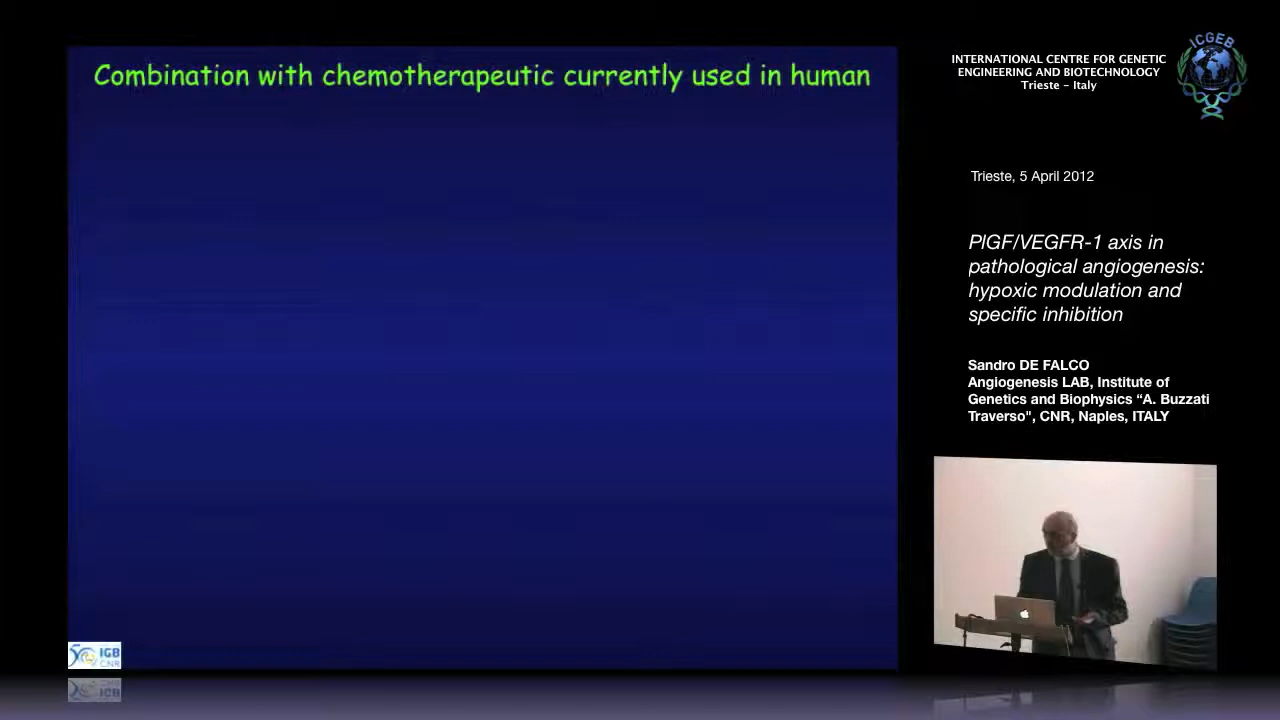 Combination with chemotherapeutic currently used in human
IGB
CNR
INTERNATIONAL CENTRE FOR GENETIC
ENGINEERING AND BIOTECHNOLOGY
Trieste - Italy
ICGEB
Trieste, 5 April 2012
PlGF/VEGFR-1 axis in
pathological angiogenesis:
hypoxic modulation and
specific inhibition
Sandro DE FALCO
Angiogenesis LAB, Institute of
Genetics and Biophysics “A. Buzzati
Traverso", CNR, Naples, ITALY